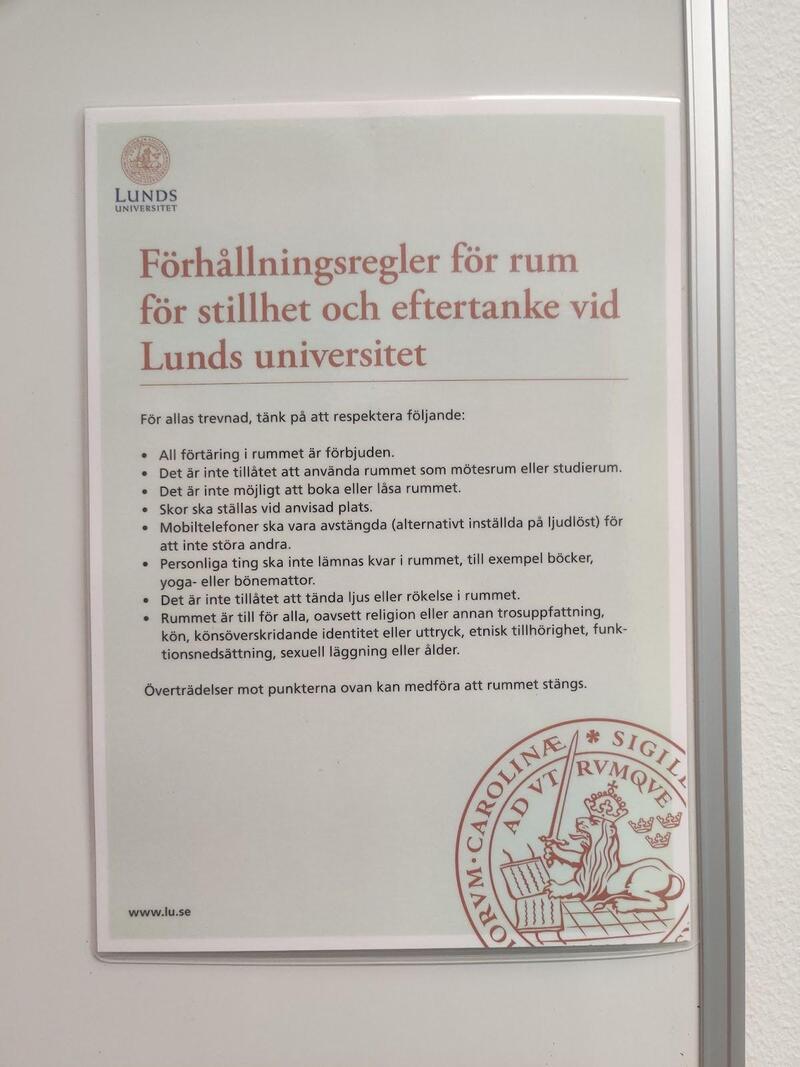 LUNDS
UNIVERSITET
Förhållningsregler för rum
för stillhet och eftertanke vid
Lunds universitet
För allas trevnad, tänk på att respektera följande:
• All förtäring i rummet är förbjuden.
• Det är inte tillåtet att använda rummet som mötesrum eller studierum.
• Det är inte möjligt att boka eller låsa rummet.
• Skor ska ställas vid anvisad plats.
• Mobiltelefoner ska vara avstängda (alternativt inställda på ljudlöst) för
att inte störa andra.
• Personliga ting ska inte lämnas kvar i rummet, till exempel böcker,
yoga- eller bönemattor.
• Det är inte tillåtet att tända ljus eller rökelse i rummet.
• Rummet är till för alla, oavsett religion eller annan trosuppfattning,
kön, könsöverskridande identitet eller uttryck, etnisk tillhörighet, funk-
tionsnedsättning, sexuell läggning eller ålder.
Överträdelser mot punkterna ovan kan medföra att rummet stängs.
ORVM · CAROLINÆ * SIGILL
AD VTRVMQVE
www.lu.se